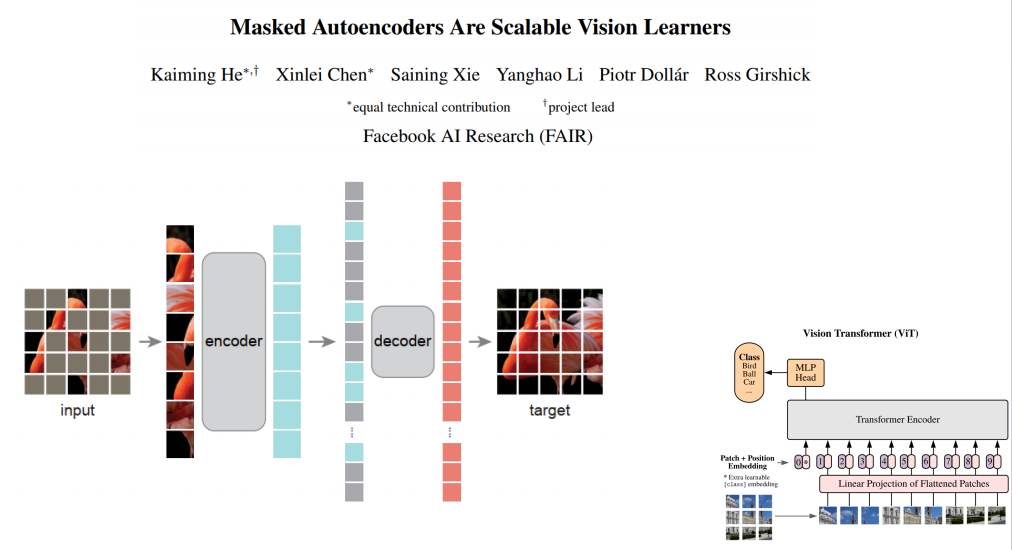 Masked Autoencoders Are Scalable Vision Learners
Kaiming He*,† Xinlei Chen* Saining Xie Yanghao Li Piotr Dollár Ross Girshick
*equal technical contribution †project lead
Facebook AI Research (FAIR)
input
encoder
decoder
target
Vision Transformer (ViT)
Class
Bird
Ball
Car
...
MLP
Head
Transformer Encoder
Patch + Position
Embedding
* Extra learnable
[class] embedding
0 * 1 2 3 4 5 6 7 8 9
Linear Projection of Flattened Patches